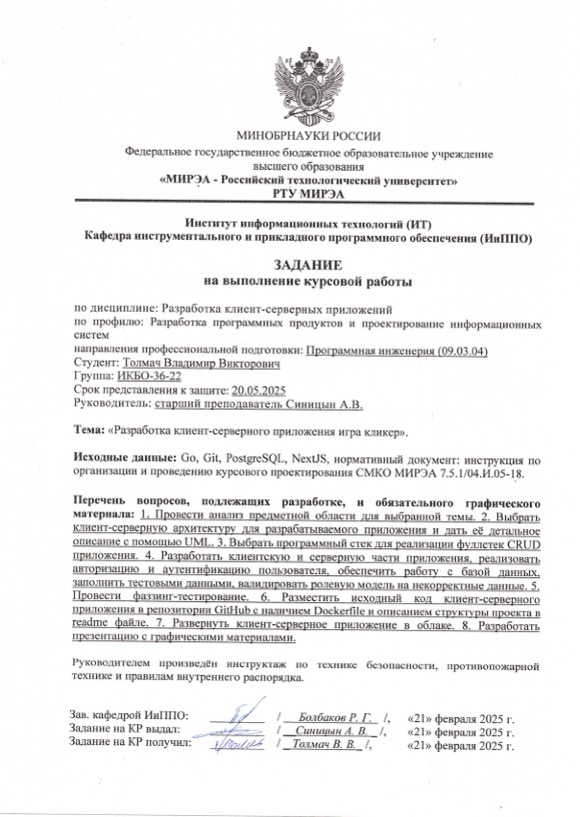 МИНОБРНАУКИ РОССИИ
Федеральное государственное бюджетное образовательное учреждение
высшего образования
«МИРЭА - Российский технологический университет»
РТУ МИРЭА
Институт информационных технологий (ИТ)
Кафедра инструментального и прикладного программного обеспечения (ИиППО)
ЗАДАНИЕ
на выполнение курсовой работы
по дисциплине: Разработка клиент-серверных приложений
по профилю: Разработка программных продуктов и проектирование информационных
систем
направления профессиональной подготовки: Программная инженерия (09.03.04)
Студент: Толмач Владимир Викторович
Группа: ИКБО-36-22
Срок представления к защите: 20.05.2025
Руководитель: старший преподаватель Синицын А.В.
Тема: «Разработка клиент-серверного приложения игра кликер».
Исходные данные: Go, Git, PostgreSQL, NextJS, нормативный документ: инструкция по
организации и проведению курсового проектирования СМКО МИРЭА 7.5.1/04.И.05-18.
Перечень вопросов, подлежащих разработке, и обязательного графического
материала: 1. Провести анализ предметной области для выбранной темы. 2. Выбрать
клиент-серверную архитектуру для разрабатываемого приложения и дать её детальное
описание с помощью UML. 3. Выбрать программный стек для реализации фуллстек CRUD
приложения. 4. Разработать клиентскую и серверную части приложения, реализовать
авторизацию и аутентификацию пользователя, обеспечить работу с базой данных,
заполнить тестовыми данными, валидировать ролевую модель на некорректные данные. 5.
Провести фаззинг-тестирование. 6. Разместить исходный код клиент-серверного
приложения в репозитории GitHub с наличием Dockerfile и описанием структуры проекта в
readme файле. 7. Развернуть клиент-серверное приложение в облаке. 8. Разработать
презентацию с графическими материалами.
Руководителем произведён инструктаж по технике безопасности, противопожарной
технике и правилам внутреннего распорядка.
Зав. кафедрой ИиППО: / Болбаков Р. Г. /, «21» февраля 2025 г.
Задание на КР выдал: / Синицын А. В. /, «21» февраля 2025 г.
Задание на КР получил: / Толмач В. В. /, «21» февраля 2025 г.